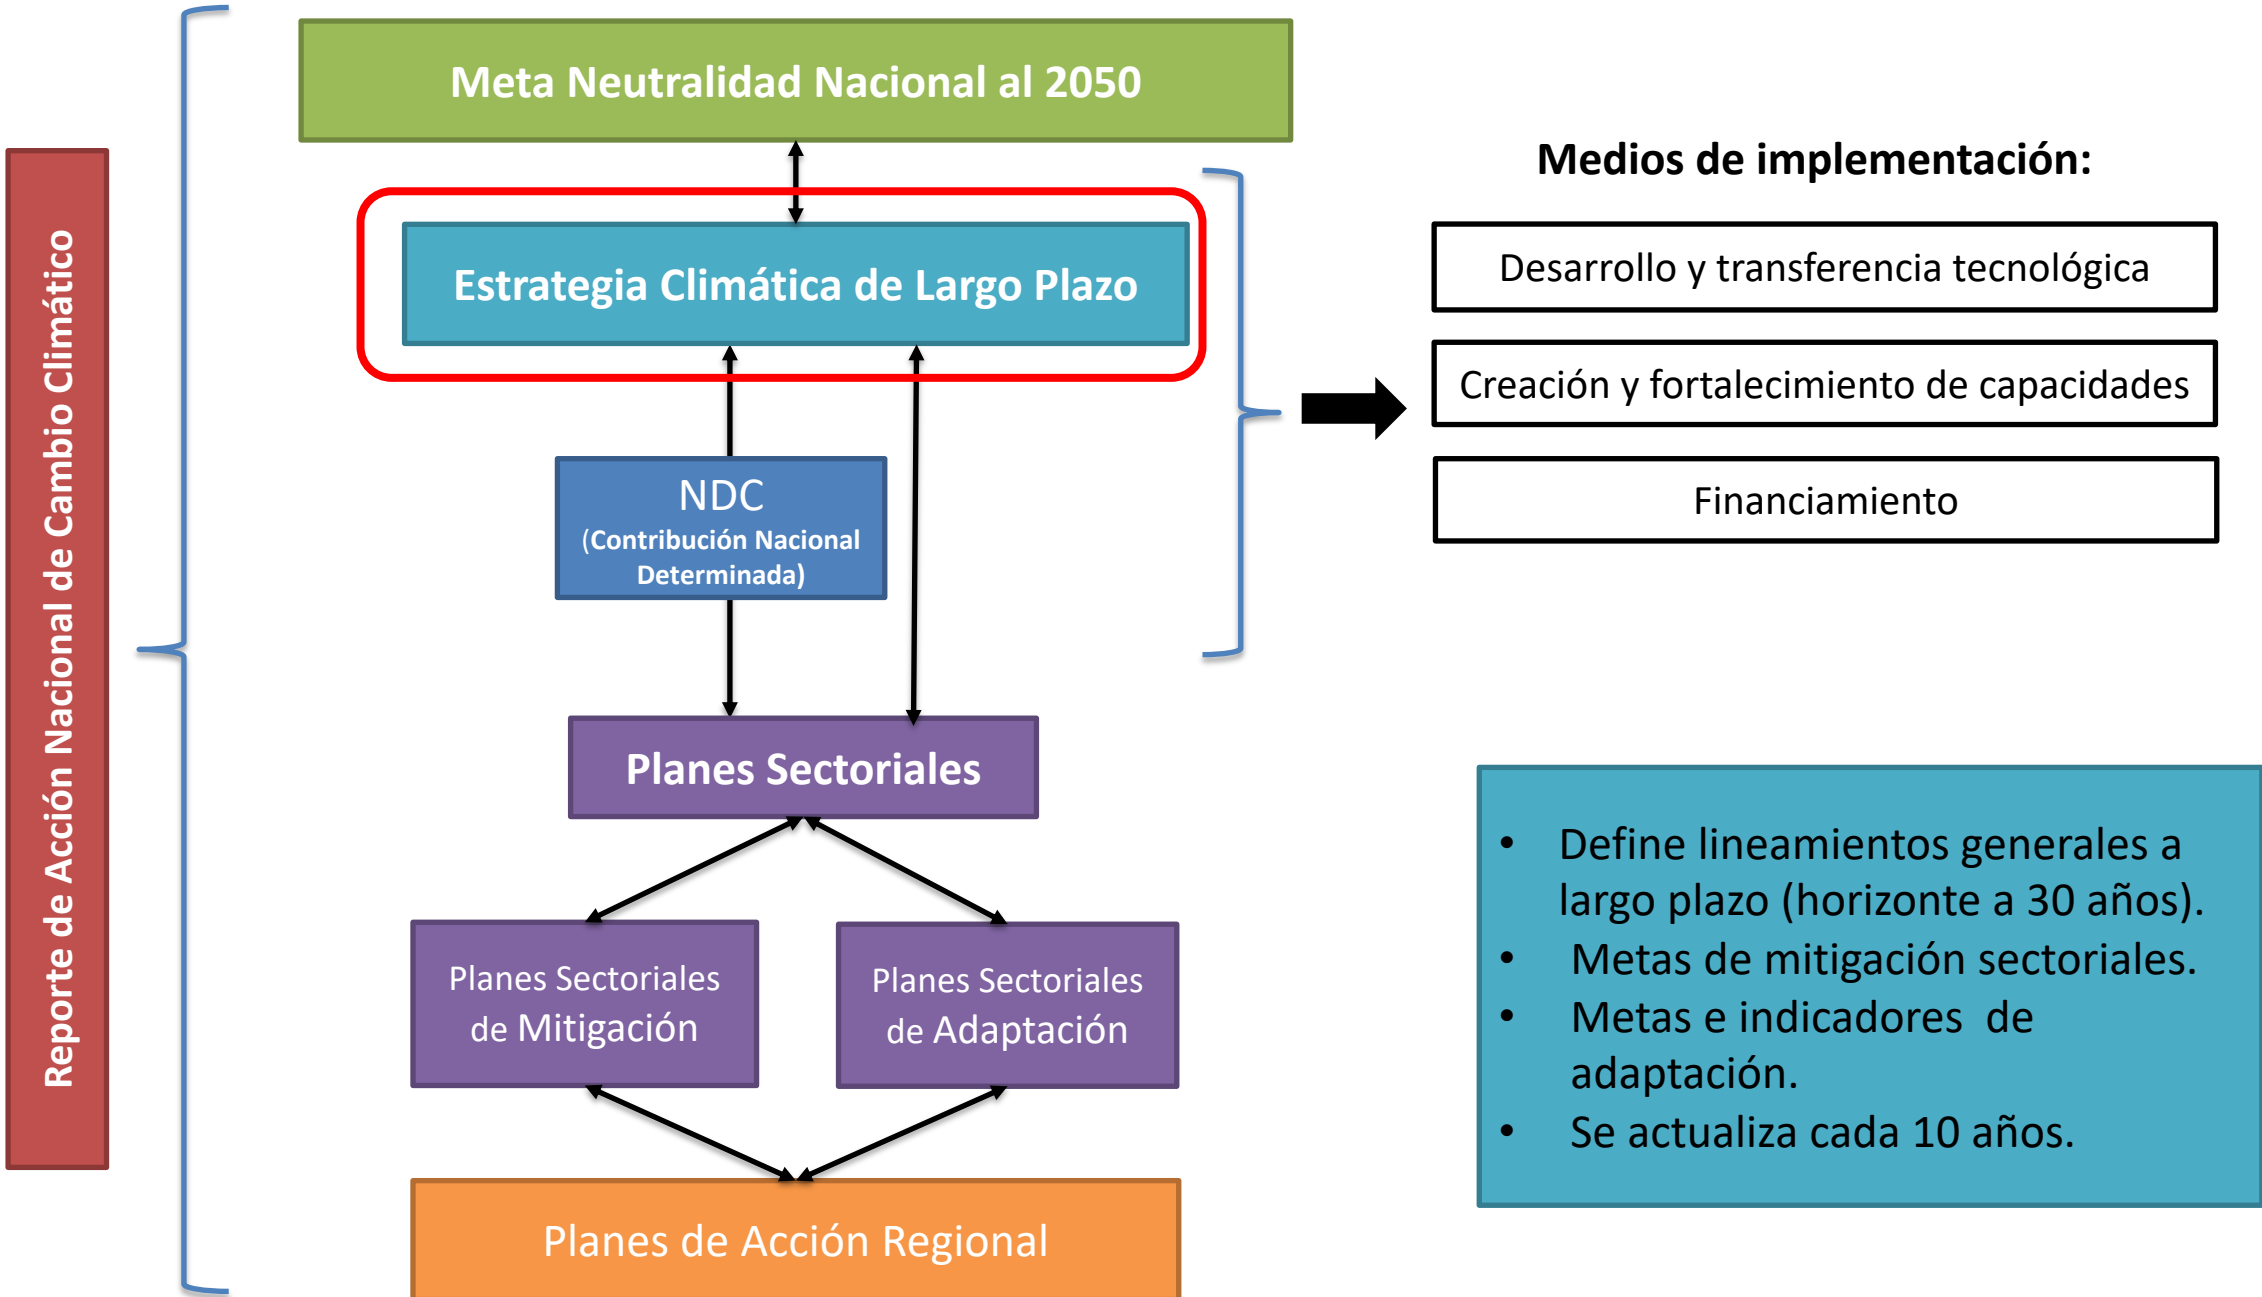 Reporte de Acción Nacional de Cambio Climático
Meta Neutralidad Nacional al 2050
Estrategia Climática de Largo Plazo
NDC
(Contribución Nacional
Determinada)
Planes Sectoriales
Planes Sectoriales
de Mitigación
Planes Sectoriales
de Adaptación
Planes de Acción Regional
Medios de implementación:
Desarrollo y transferencia tecnológica
Creación y fortalecimiento de capacidades
Financiamiento
• Define lineamientos generales a
largo plazo (horizonte a 30 años).
• Metas de mitigación sectoriales.
• Metas e indicadores de
adaptación.
• Se actualiza cada 10 años.